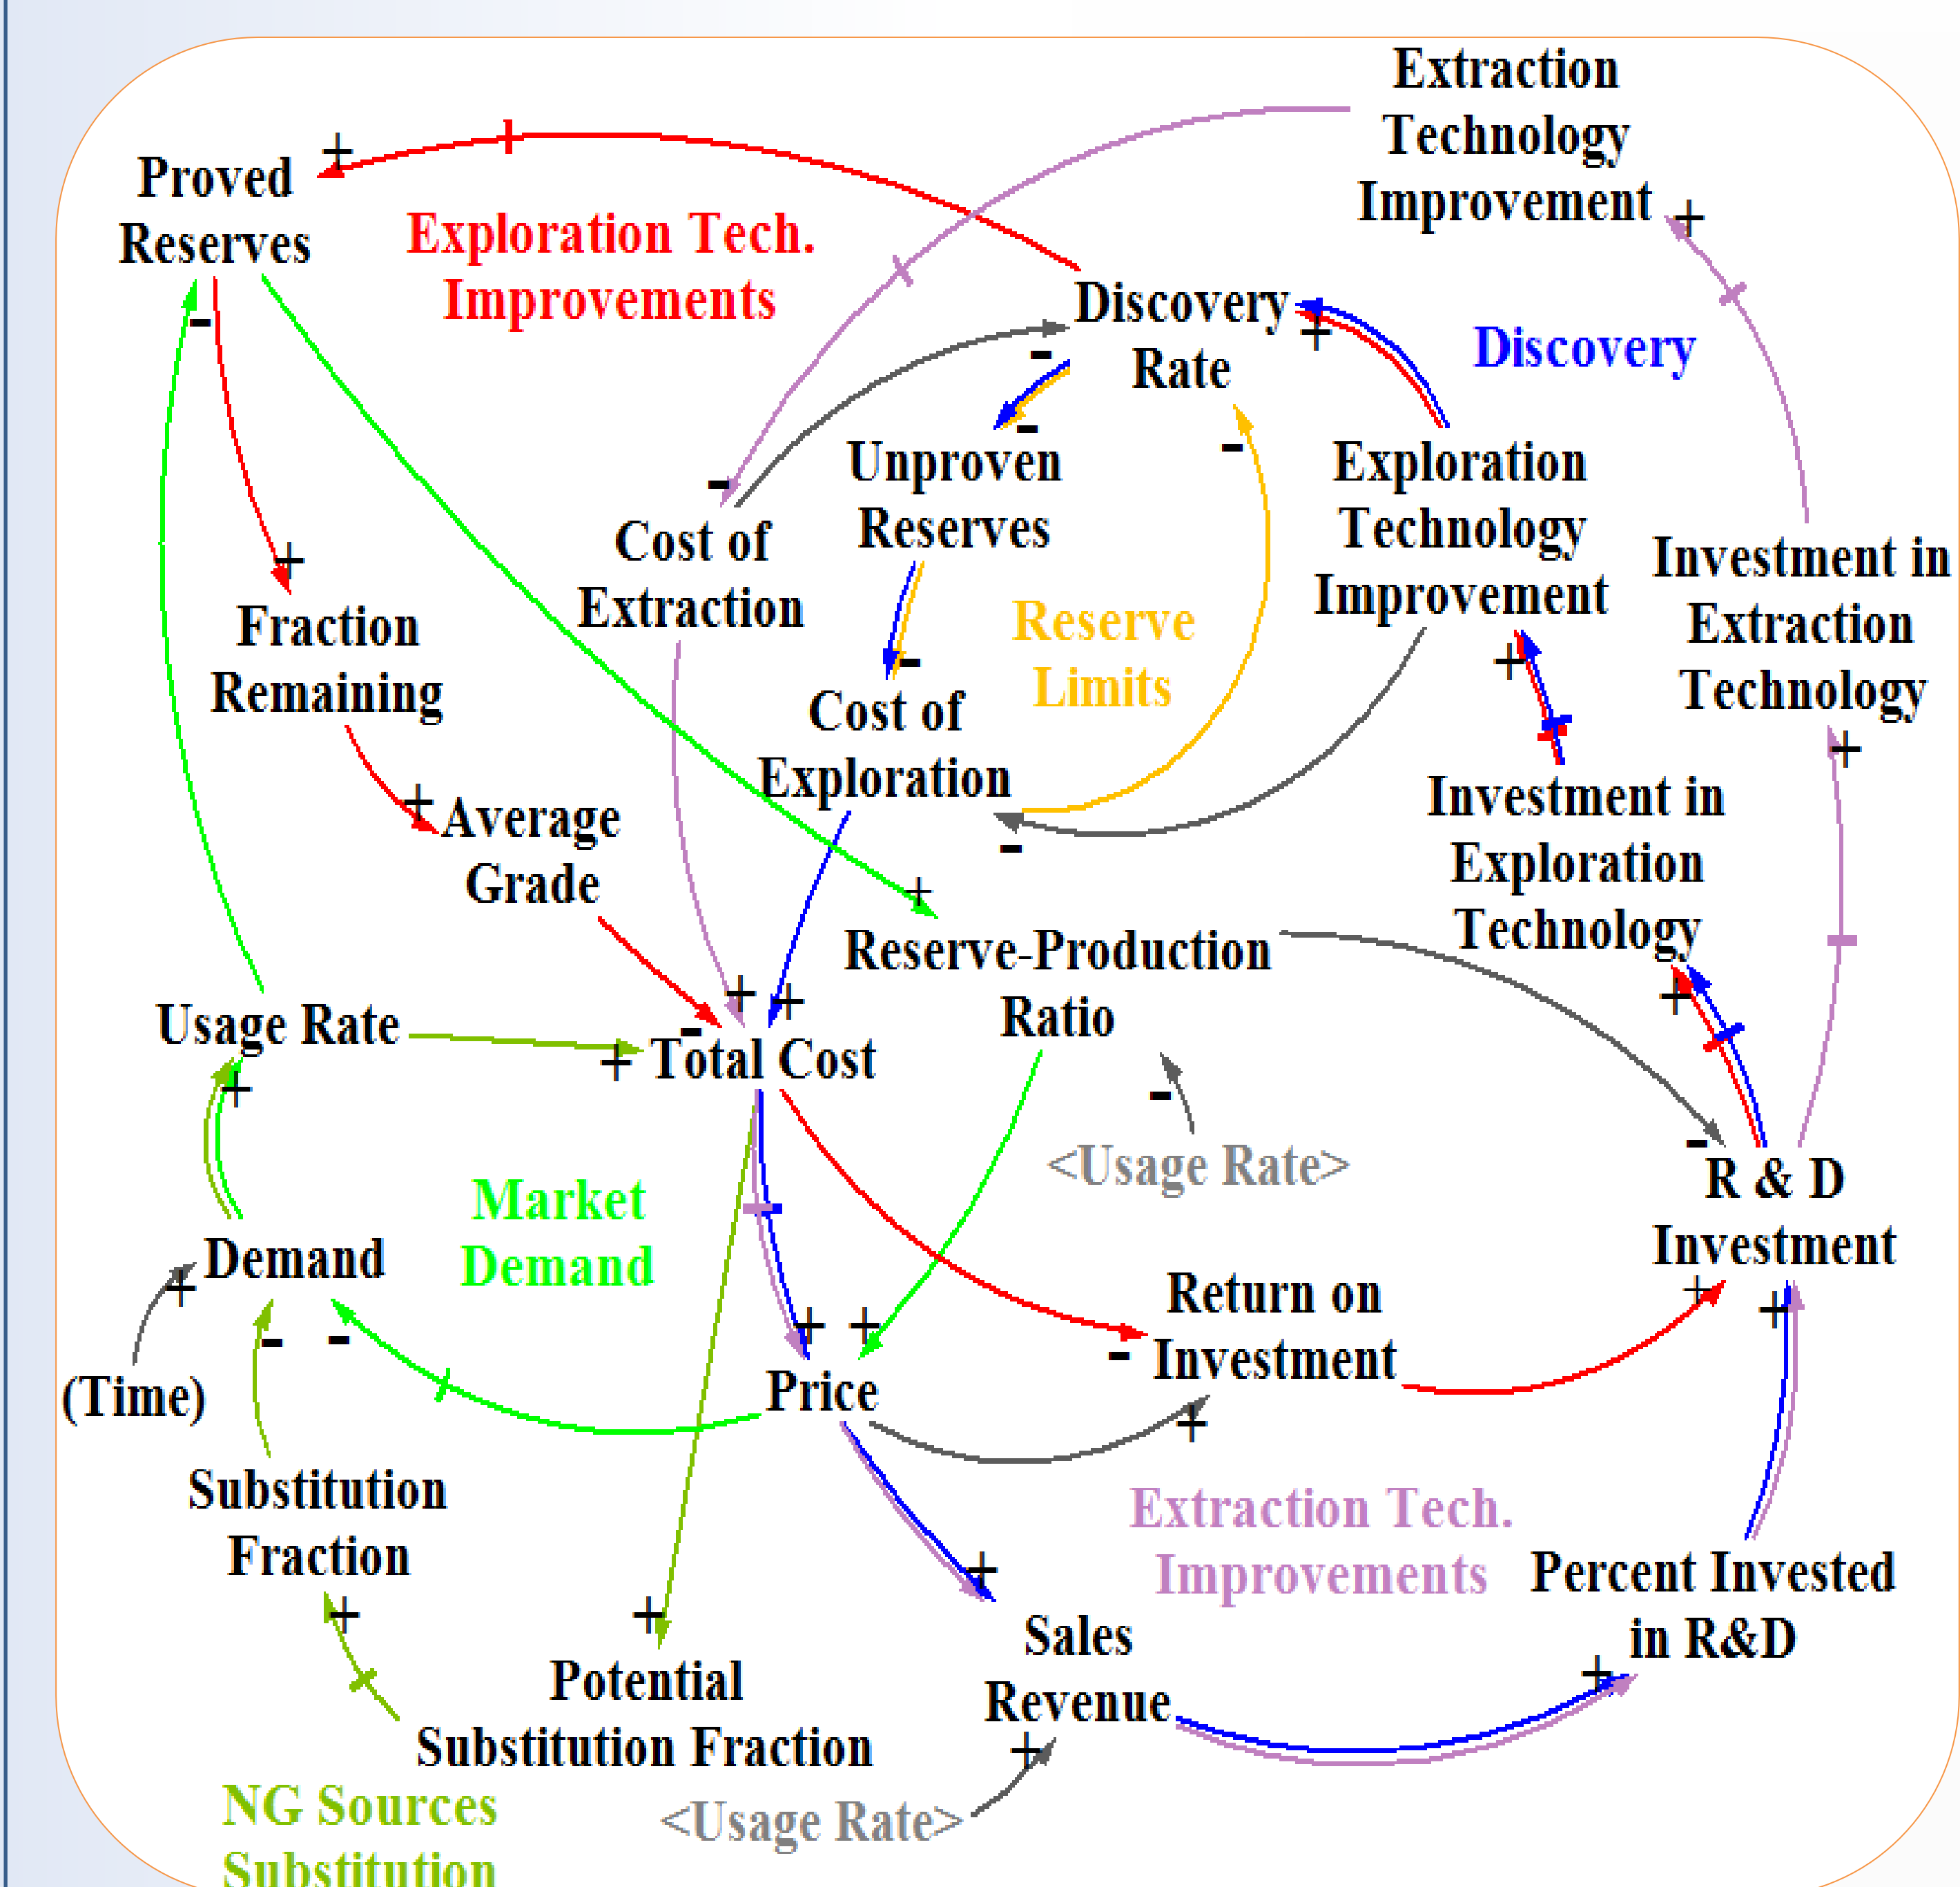 Extraction
Technology
Improvement
+
Proved
Reserves
+
-
Exploration Tech.
Improvements
Discovery
Rate
+
-
-
-
Discovery
Unproven
Reserves
-
Exploration
Technology
Improvement
+
Cost of
Extraction
-
Investment in
Extraction
Technology
+
Fraction
Remaining
+
Reserve
Limits
Cost of
Exploration
-
Average
Grade
+
Investment in
Exploration
Technology
+
Reserve-Production
Ratio
+
-
Usage Rate
+
Total Cost
+
+
-
+
<Usage Rate>
R & D
Investment
-
+
+
Market
Demand
Demand
+
-
-
(Time)
Return on
Investment
-
+
Price
+
+
Substitution
Fraction
+
Extraction Tech.
Improvements
Percent Invested
in R&D
+
Sales
Revenue
+
+
Potential
Substitution Fraction
+
<Usage Rate>
NG Sources
Substitution